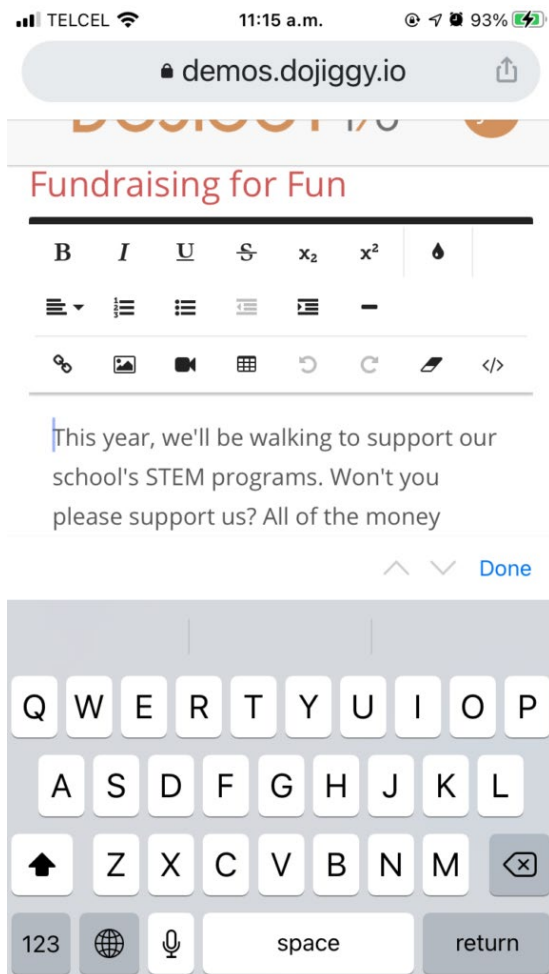 TELCEL 11:15 a.m. 93%
demos.dojiggy.io
Fundraising for Fun
B I U S x₂ x²
</>
This year, we'll be walking to support our
school's STEM programs. Won't you
please support us? All of the money
Done
Q W E R T Y U I O P
A S D F G H J K L
Z X C V B N M
123 space return